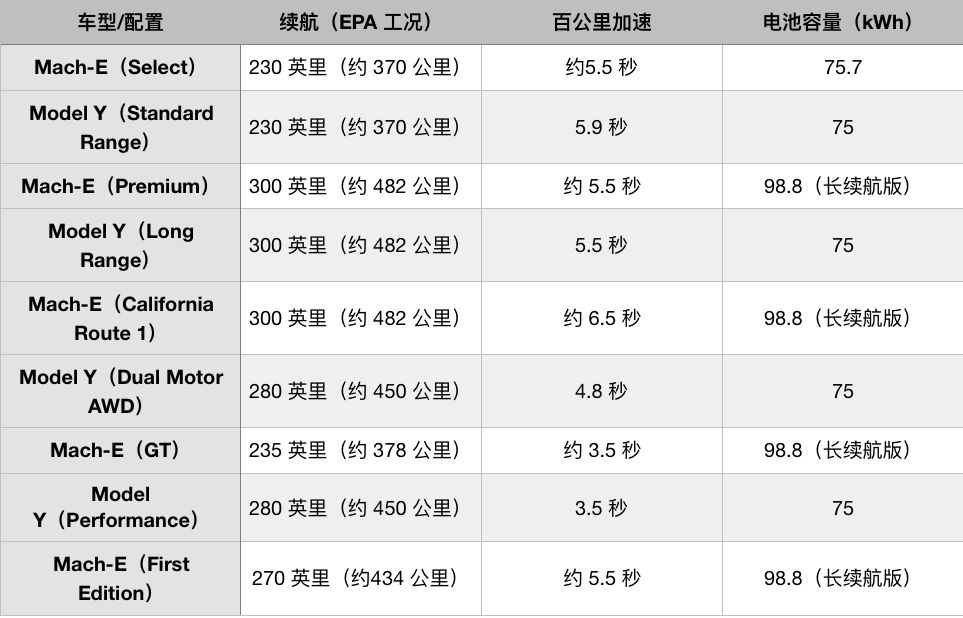 车型/配置 续航（EPA 工况） 百公里加速 电池容量（kWh）
Mach-E（Select） 230 英里（约 370 公里） 约5.5 秒 75.7
Model Y（Standard
Range） 230 英里（约 370 公里） 5.9 秒 75
Mach-E（Premium） 300 英里（约 482 公里） 约 5.5 秒 98.8（长续航版）
Model Y（Long
Range） 300 英里（约 482 公里） 5.5 秒 75
Mach-E（California
Route 1） 300 英里（约 482 公里） 约 6.5 秒 98.8（长续航版）
Model Y（Dual Motor
AWD） 280 英里（约 450 公里） 4.8 秒 75
Mach-E（GT） 235 英里（约 378 公里） 约 3.5 秒 98.8（长续航版）
Model
Y（Performance） 280 英里（约 450 公里） 3.5 秒 75
Mach-E（First
Edition） 270 英里（约434 公里） 约 5.5 秒 98.8（长续航版）